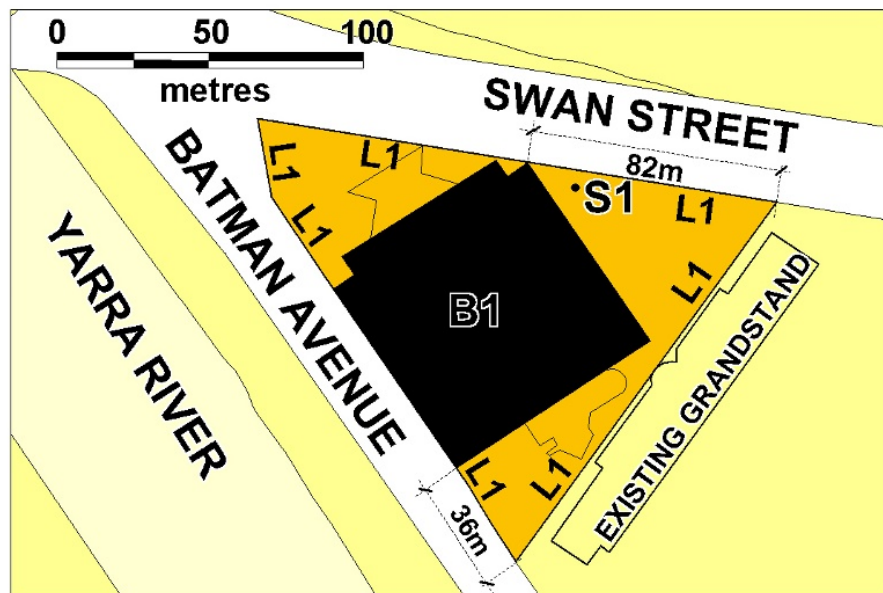 0 50 100
metres
SWAN STREET
82m
S1
L1
L1
L1
L1
L1
BATMAN AVENUE
B1
YARRA RIVER
EXISTING GRANDSTAND
L1
L1
36m